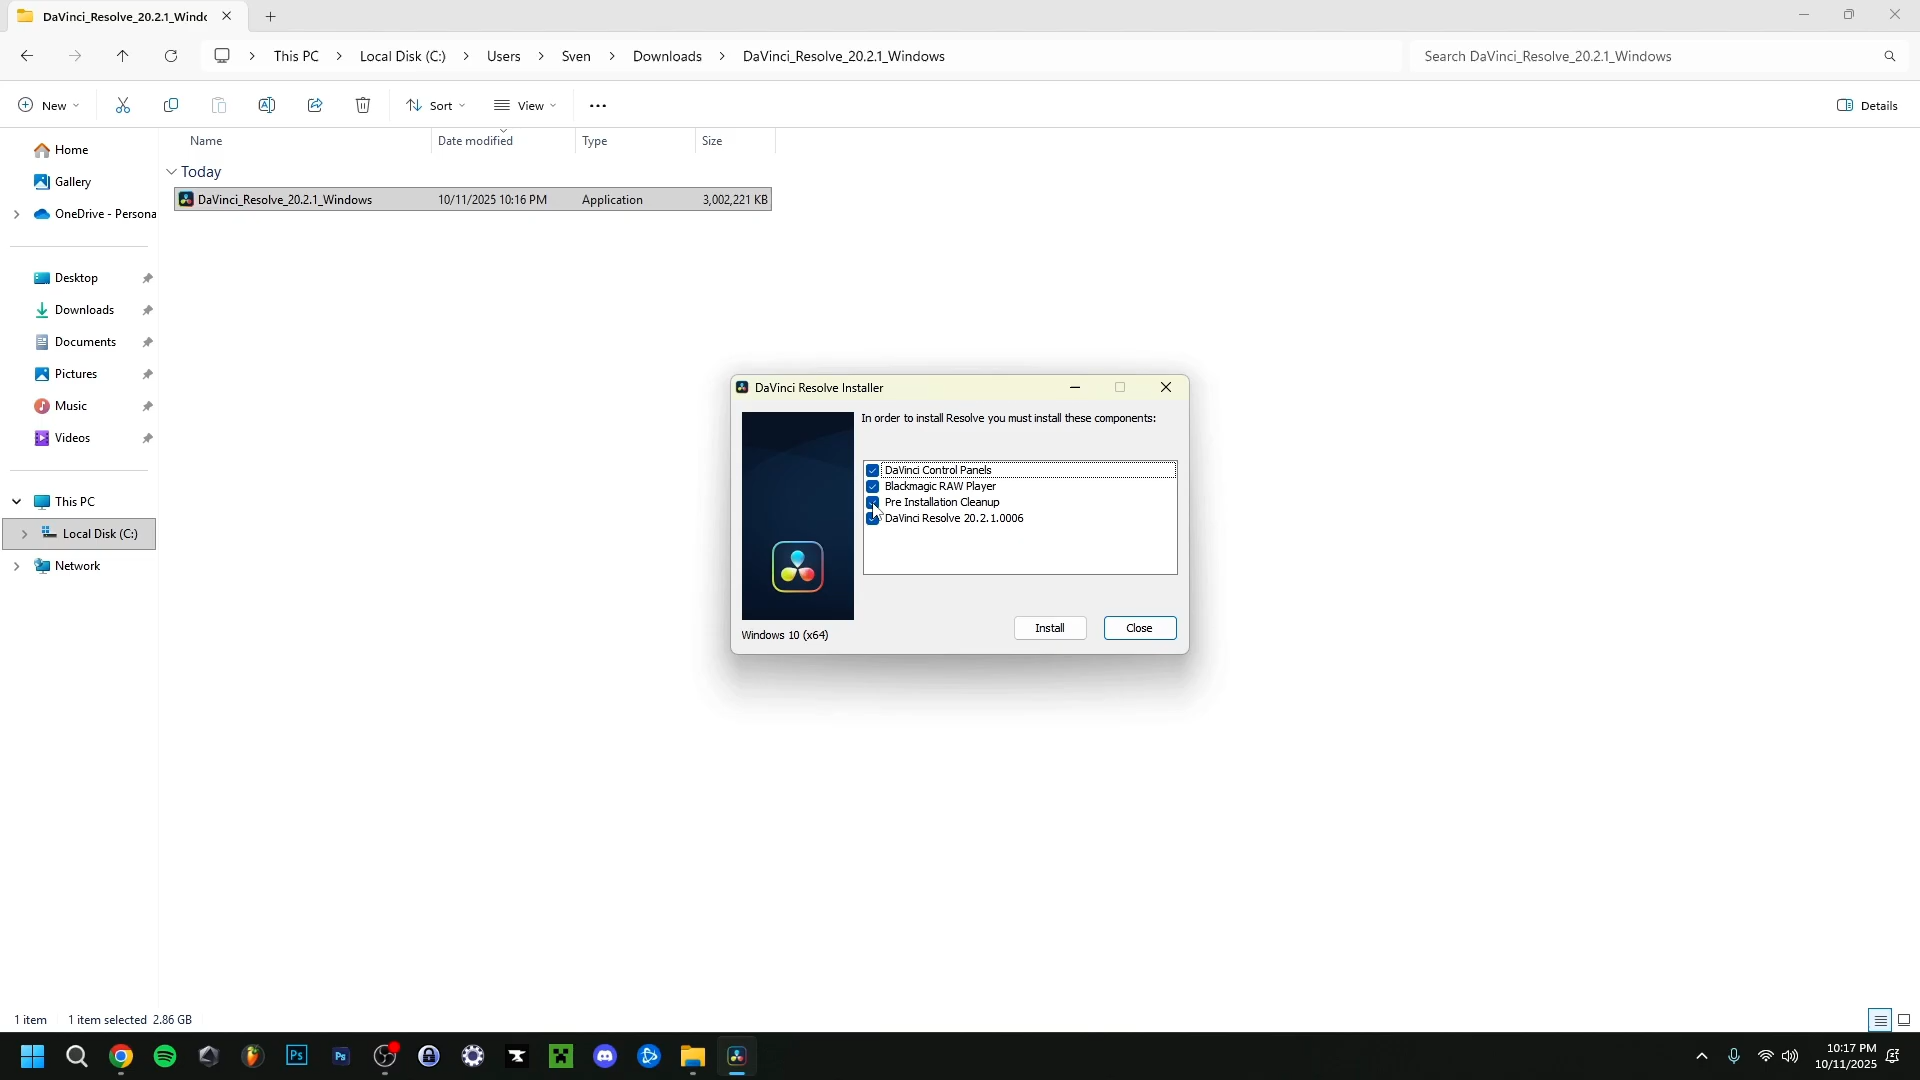 DaVinci_Resolve_20.2.1_Windo
This PC > Local Disk (C:) > Users > Sven > Downloads > DaVinci_Resolve_20.2.1_Windows
Search DaVinci_Resolve_20.2.1_Windows
New
Sort
View
Details
Name
Date modified
Type
Size
Home
Gallery
OneDrive - Persona
Desktop
Downloads
Documents
Pictures
Music
Videos
This PC
Local Disk (C:)
Network
Today
DaVinci_Resolve_20.2.1_Windows 10/11/2025 10:16 PM Application 3,002,221 KB
DaVinci Resolve Installer
In order to install Resolve you must install these components:
DaVinci Control Panels
Blackmagic RAW Player
Pre Installation Cleanup
DaVinci Resolve 20.2.1.0006
Windows 10 (x64)
Install
Close
1 item
1 item selected 2.86 GB
Ps
Ps
10:17 PM
10/11/2025